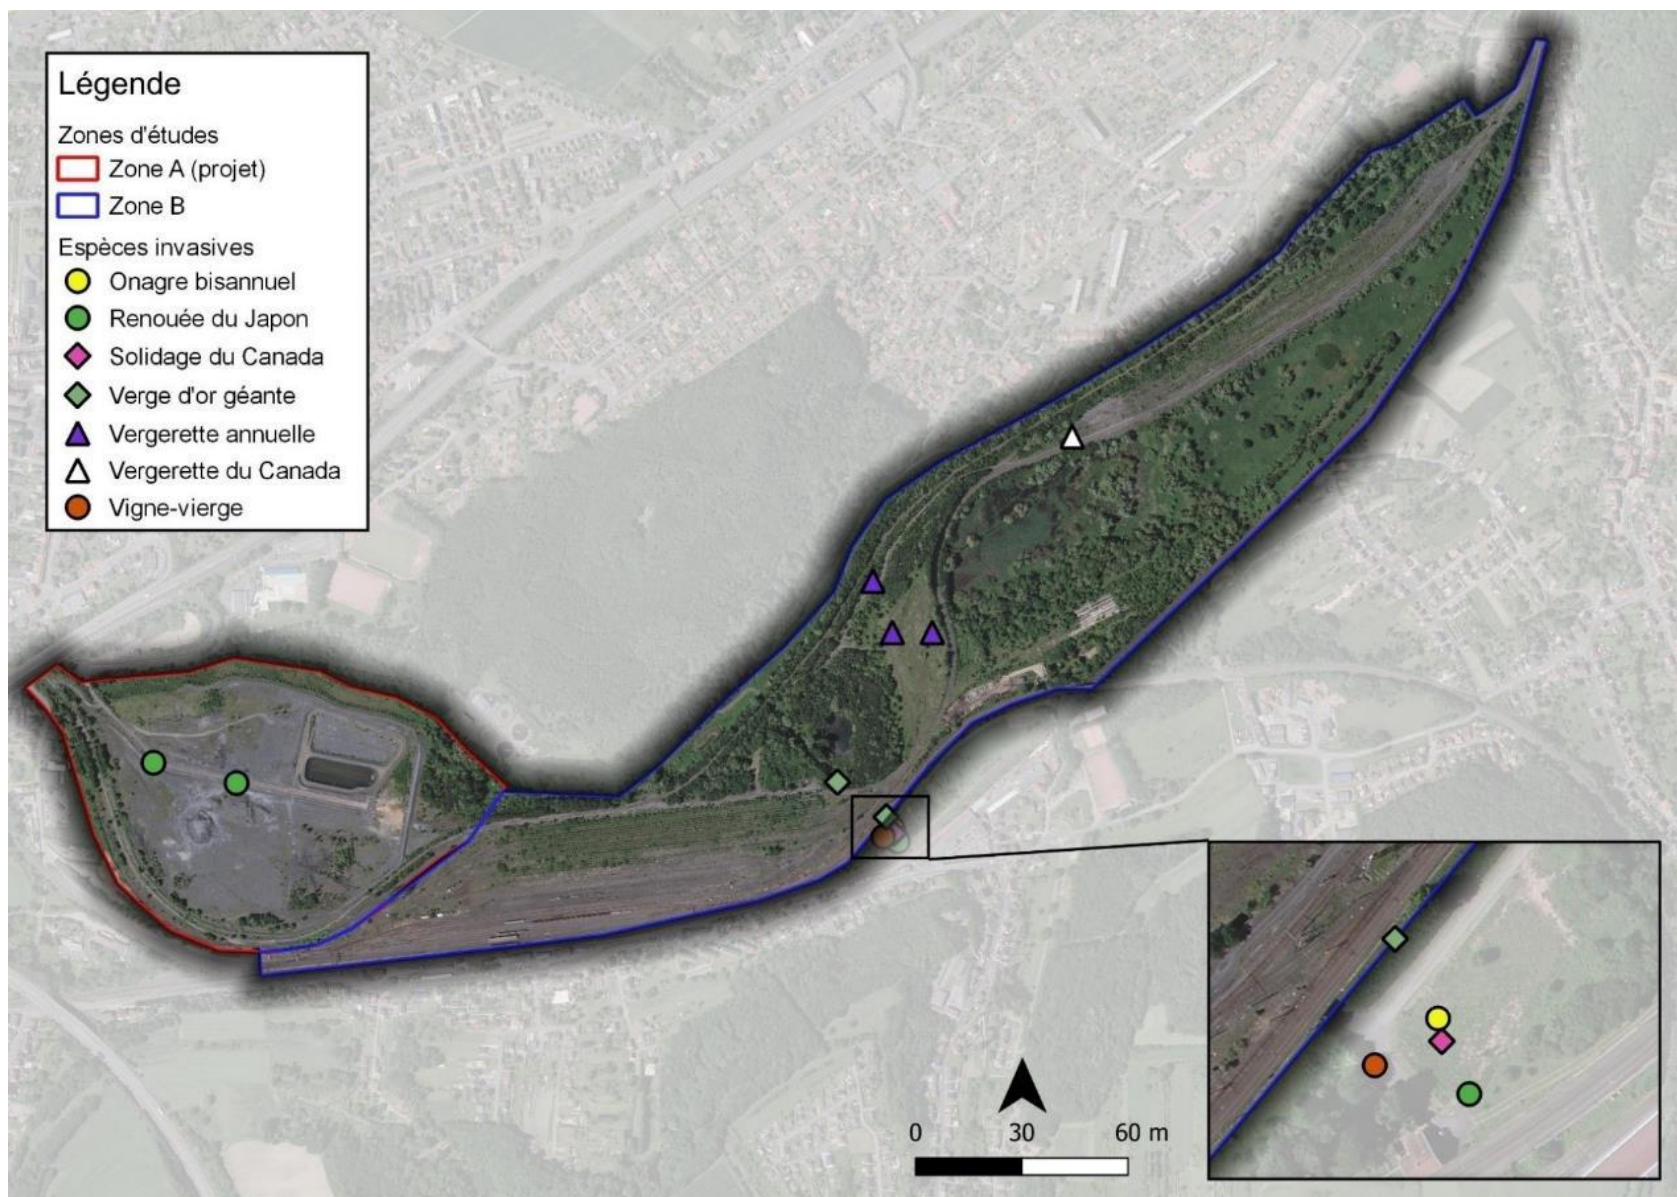 Légende
Zones d'études
Zone A (projet)
Zone B
Espèces invasives
Onagre bisannuel
Renouée du Japon
Solidage du Canada
Verge d'or géante
Vergerette annuelle
Vergerette du Canada
Vigne-vierge
0 30 60 m